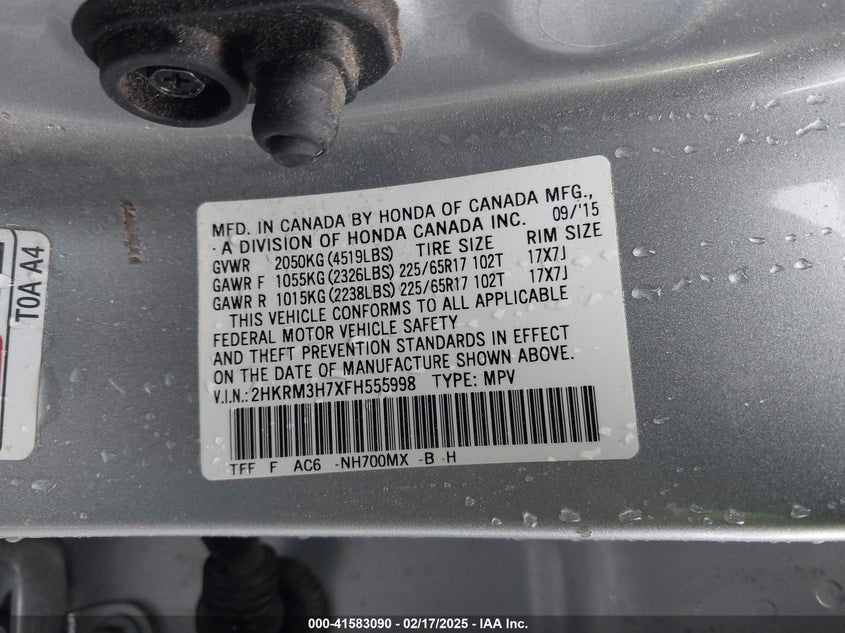 MFD. IN CANADA BY HONDA OF CANADA MFG.,
· A DIVISION OF HONDA CANADA INC. 09/'15
GVWR 2050KG (4519LBS) TIRE SIZE RIM SIZE
GAWR F 1055KG (2326LBS) 225/65R17 102T 17X7J
GAWR R 1015KG (2238LBS) 225/65R17 102T 17X7J
THIS VEHICLE CONFORMS TO ALL APPLICABLE
FEDERAL MOTOR VEHICLE SAFETY
AND THEFT PREVENTION STANDARDS IN EFFECT
ON THE DATE OF MANUFACTURE SHOWN ABOVE.
V.I.N.: 2HKRM3H7XFH555998 TYPE: MPV
TFF F AC6 -NH700MX -B -H
T0A A4
000-41583090 - 02/17/2025 - IAA Inc.